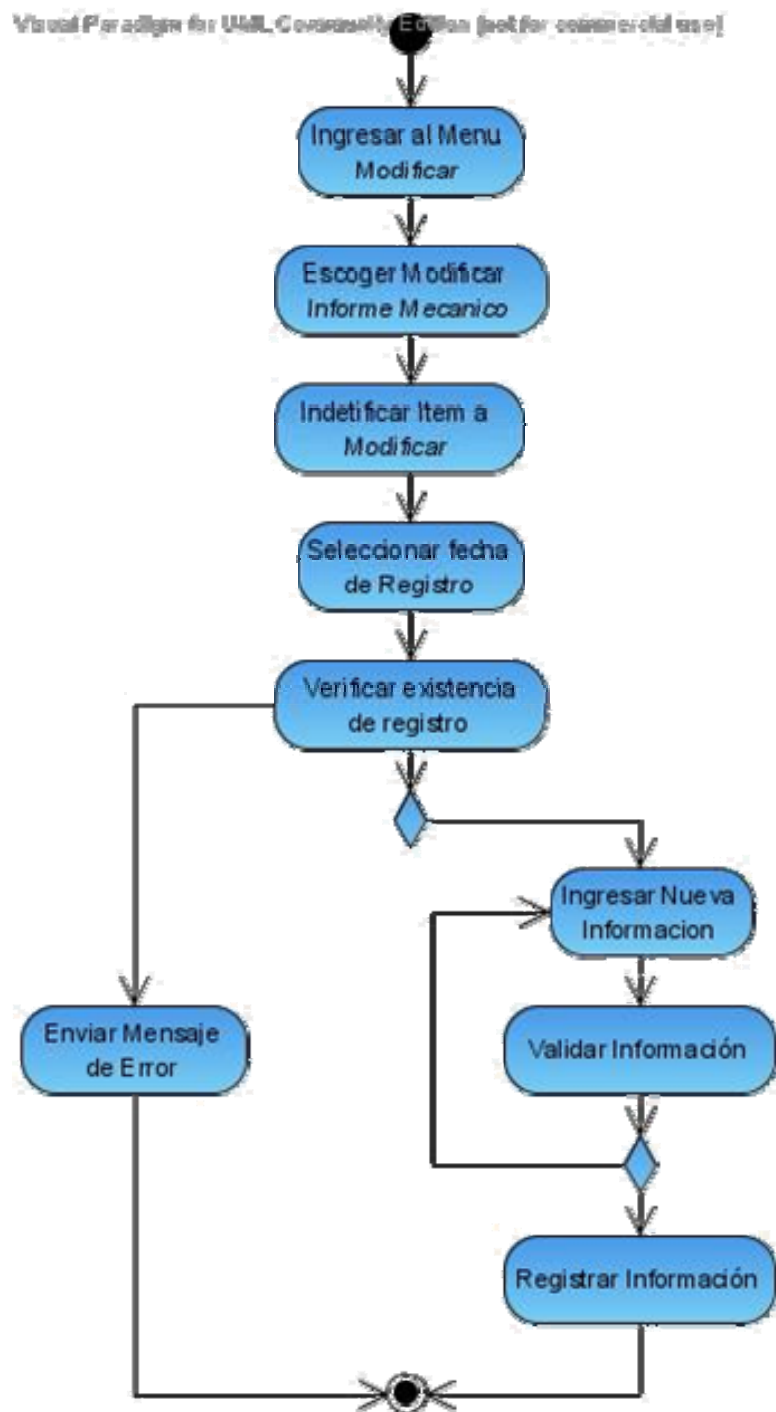 Visual Paradigm for UML Community Edition [not for commercial use]
Ingresar al Menu
Modificar
Escoger Modificar
Informe Mecanico
Indetificar Item a
Modificar
Seleccionar fecha
de Registro
Verificar existencia
de registro
Ingresar Nueva
Informacion
Enviar Mensaje
de Error
Validar Información
Registrar Información